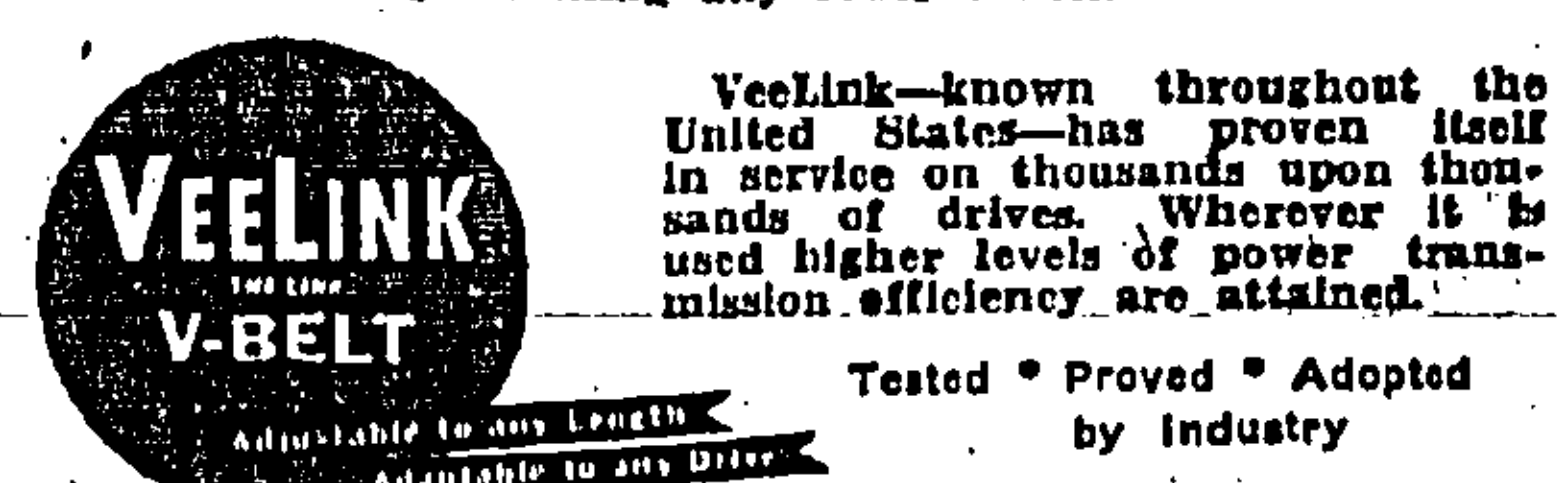 VEELINK
THE LINK
V-BELT
Adjustable to any Length
Adaptable to any Drive
VeeLink—known throughout the
United States—has proven itself
in service on thousands upon thou-
sands of drives. Wherever it is
used higher levels of power trans-
mission efficiency are attained.
Tested • Proved • Adopted
by Industry